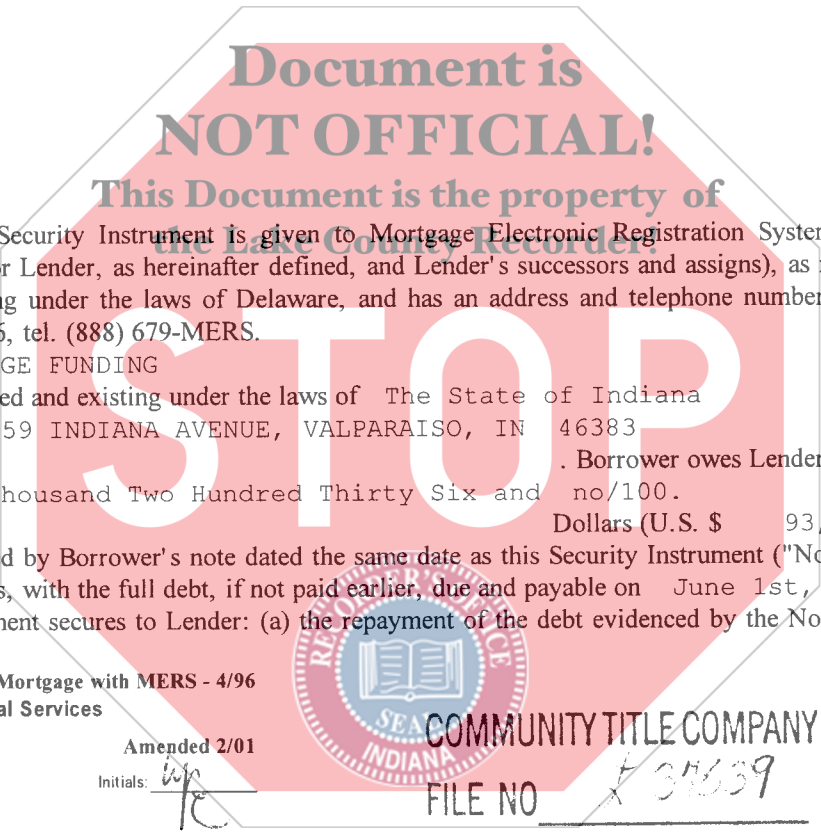 Document is
NOT OFFICIAL!
This Document is the property of
the Lake County Recorder!
Security Instrument is given to Mortgage Electronic Registration System
r Lender, as hereinafter defined, and Lender's successors and assigns), as
ng under the laws of Delaware, and has an address and telephone number
6, tel. (888) 679-MERS.
GE FUNDING
ed and existing under the laws of The State of Indiana
59 INDIANA AVENUE, VALPARAISO, IN 46383
. Borrower owes Lender
housand Two Hundred Thirty Six and no/100.
Dollars (U.S. $ 93,
d by Borrower's note dated the same date as this Security Instrument ("No
s, with the full debt, if not paid earlier, due and payable on June 1st,
nent secures to Lender: (a) the repayment of the debt evidenced by the No
STOP
RECORDER'S OFFICE
SEAL
INDIANA
Mortgage with MERS - 4/96
al Services
Amended 2/01
Initials:
COMMUNITY TITLE COMPANY
FILE NO